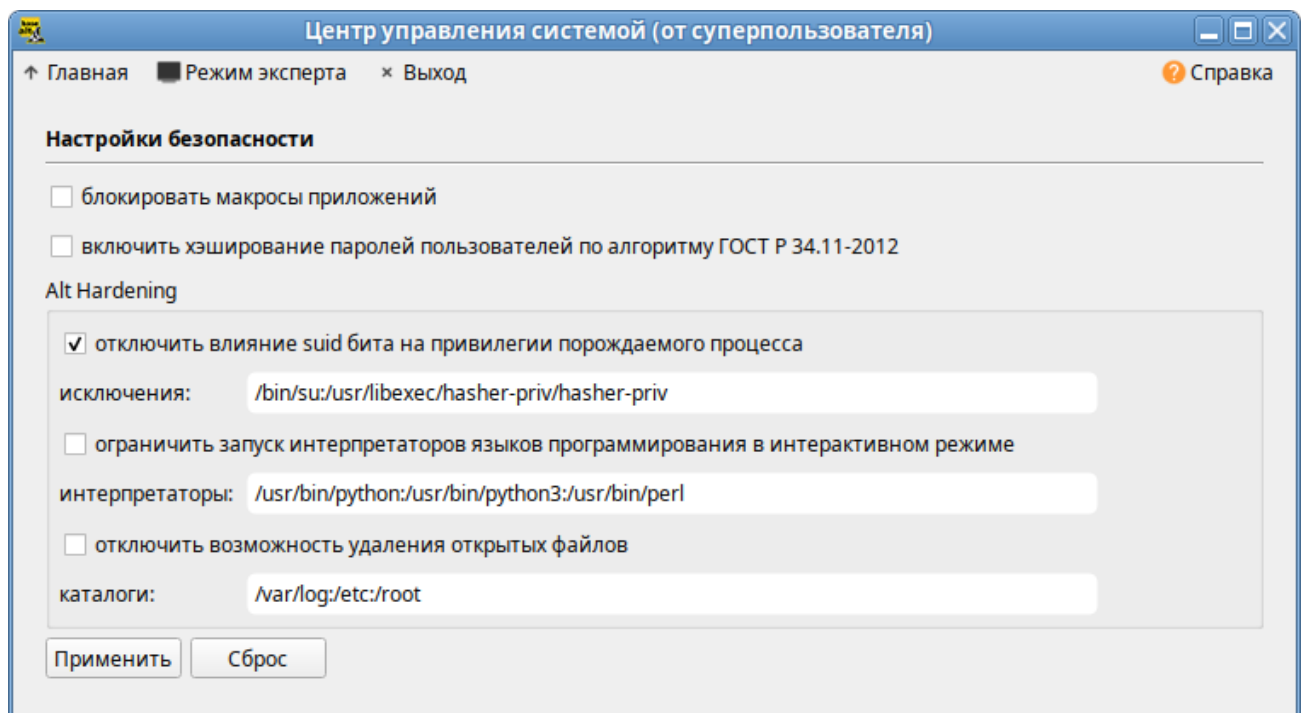 Центр управления системой (от суперпользователя)
Главная Режим эксперта Выход Справка
Настройки безопасности
блокировать макросы приложений
включить хэширование паролей пользователей по алгоритму ГОСТ Р 34.11-2012
Alt Hardening
отключить влияние suid бита на привилегии порождаемого процесса
исключения: /bin/su:/usr/libexec/hasher-priv/hasher-priv
ограничить запуск интерпретаторов языков программирования в интерактивном режиме
интерпретаторы: /usr/bin/python:/usr/bin/python3:/usr/bin/perl
отключить возможность удаления открытых файлов
каталоги: /var/log:/etc:/root
Применить Сброс